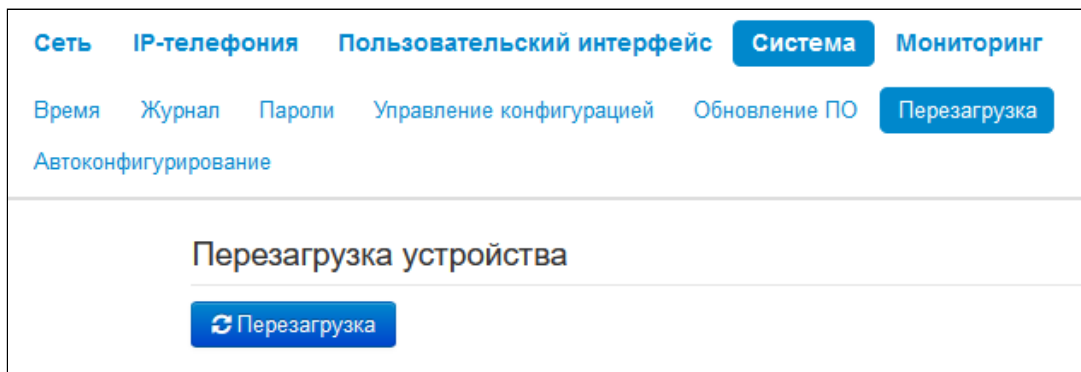 Сеть IP-телефония Пользовательский интерфейс Система Мониторинг
Время Журнал Пароли Управление конфигурацией Обновление ПО Перезагрузка
Автоконфигурирование
Перезагрузка устройства
Перезагрузка